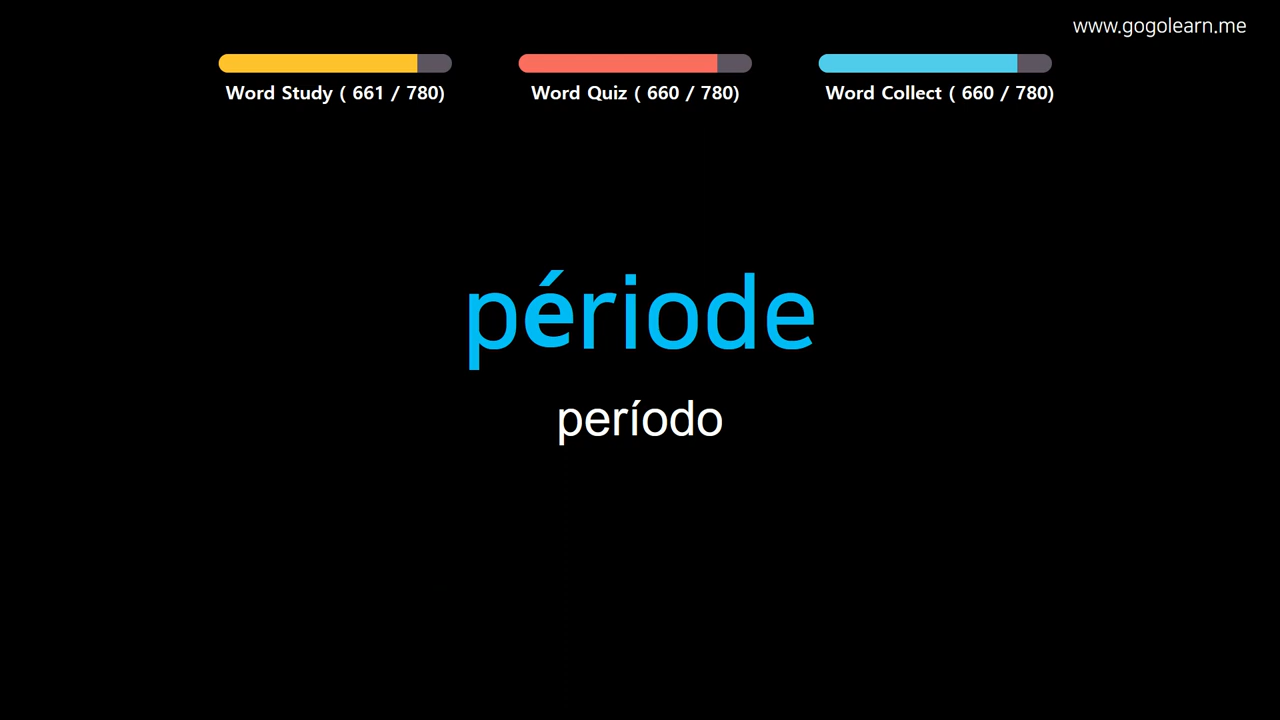 www.gogolearn.me
Word Study ( 661 / 780)
Word Quiz ( 660 / 780)
Word Collect ( 660 / 780)
période
período